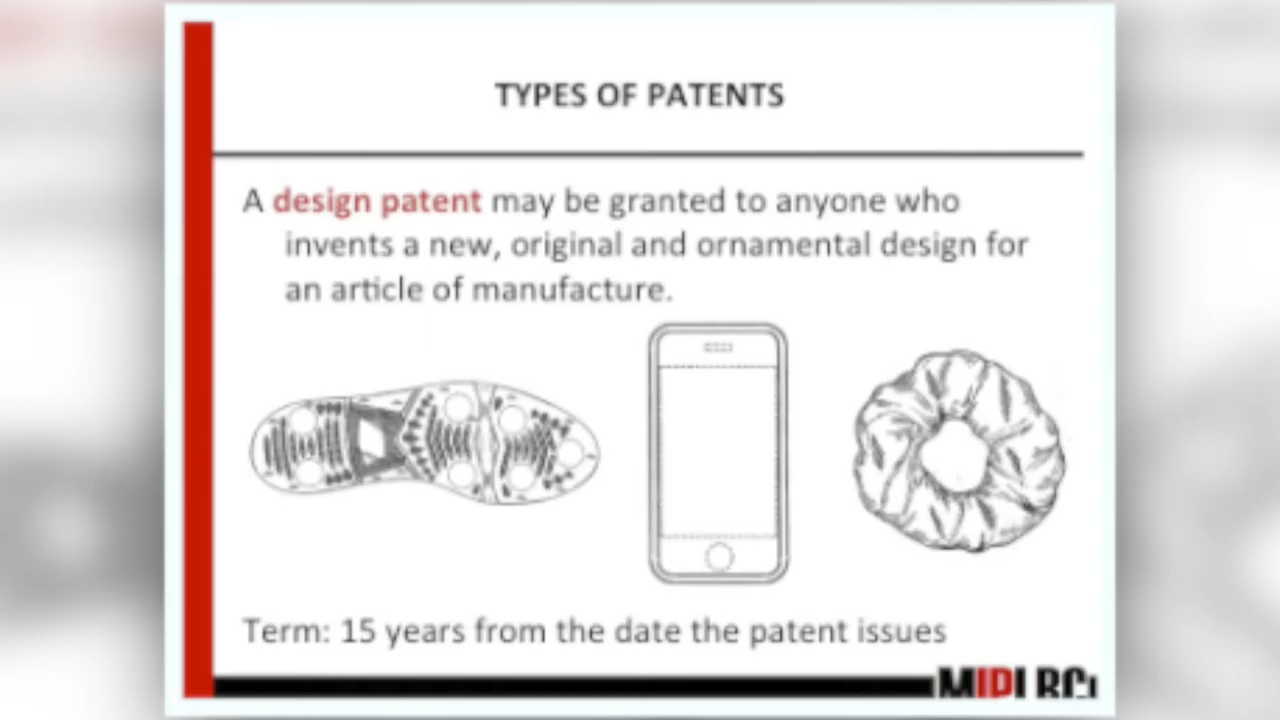 TYPES OF PATENTS
A design patent may be granted to anyone who
invents a new, original and ornamental design for
an article of manufacture.
Term: 15 years from the date the patent issues